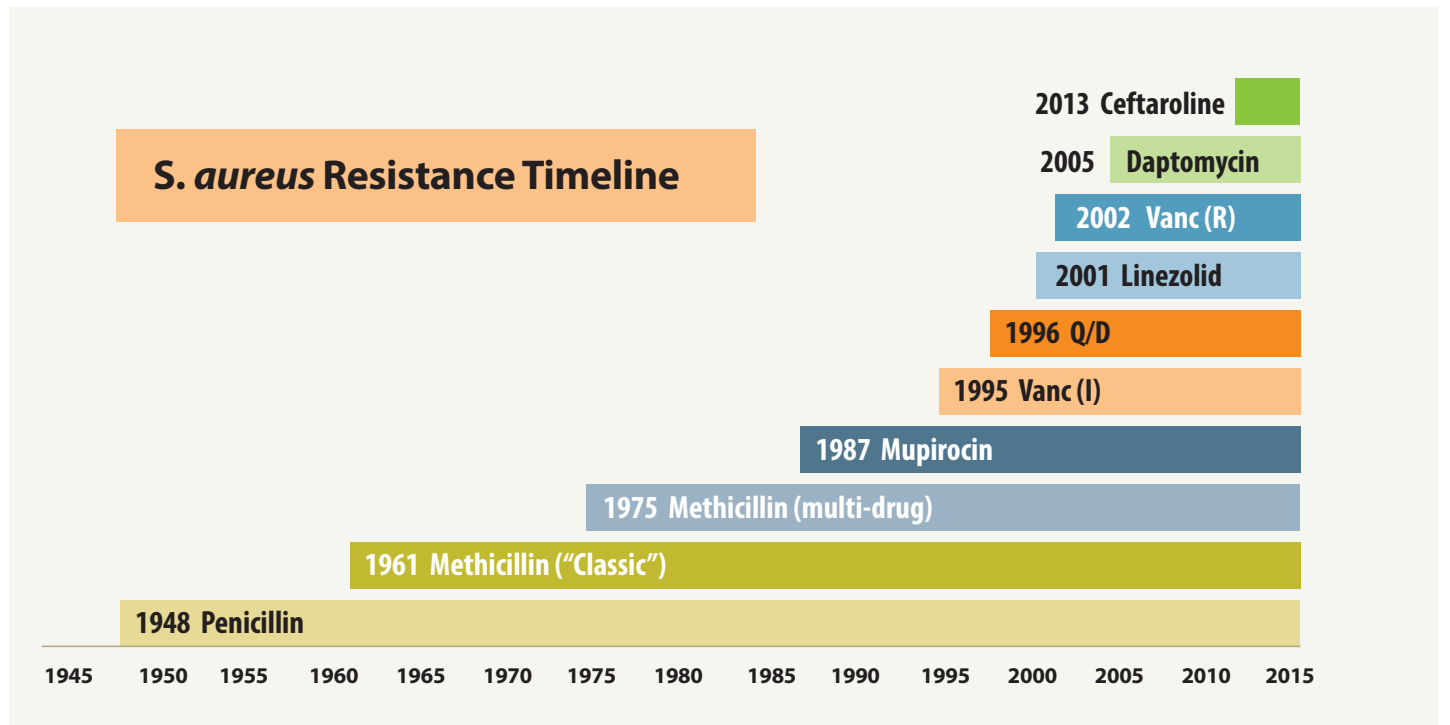 2013 Ceftaroline
S. aureus Resistance Timeline
2005 Daptomycin
2002 Vanc (R)
2001 Linezolid
1996 Q/D
1995 Vanc (I)
1987 Mupirocin
1975 Methicillin (multi-drug)
1961 Methicillin (“Classic”)
1948 Penicillin
1945 1950 1955 1960 1965 1970 1975 1980 1985 1990 1995 2000 2005 2010 2015